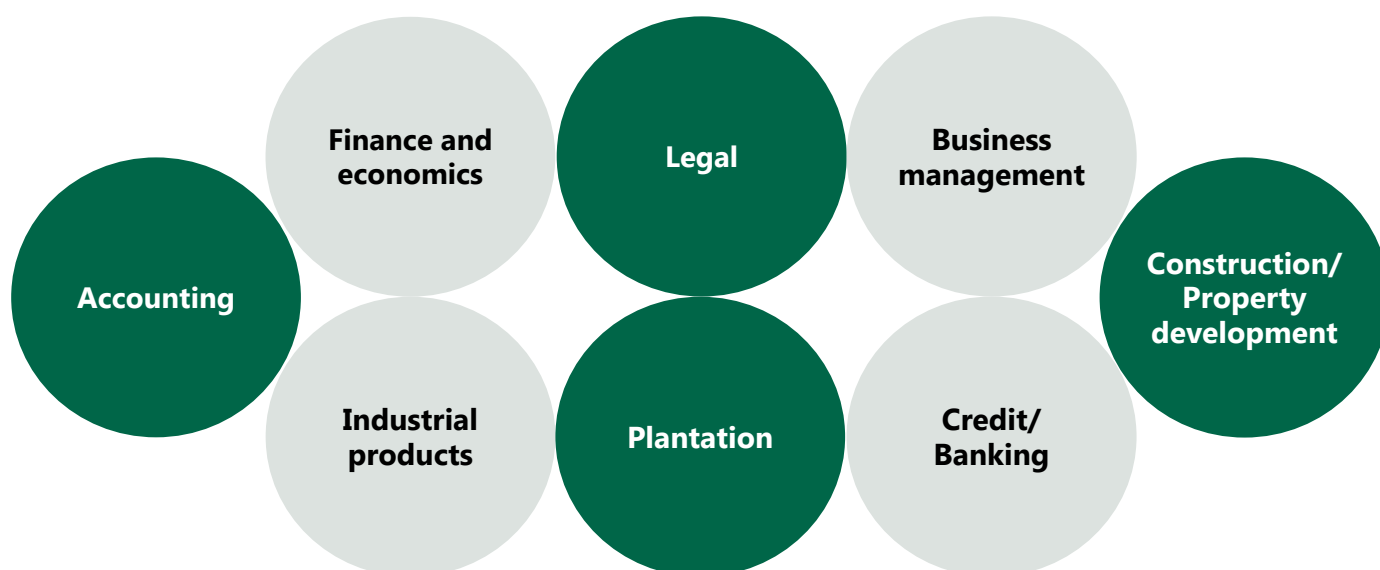 Finance and
economics
Legal
Business
management
Accounting
Construction/
Property
development
Industrial
products
Plantation
Credit/
Banking